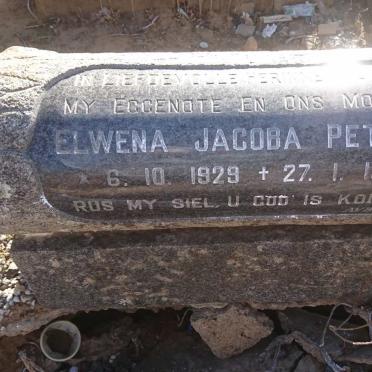 IN LIEFDEVOLLE
MY EGGENOTE EN ONS MO
ELWENA JACOBA PET
* 6. 10. 1929 + 27. 1. 1
RUS MY SIEL, U GOD IS KO